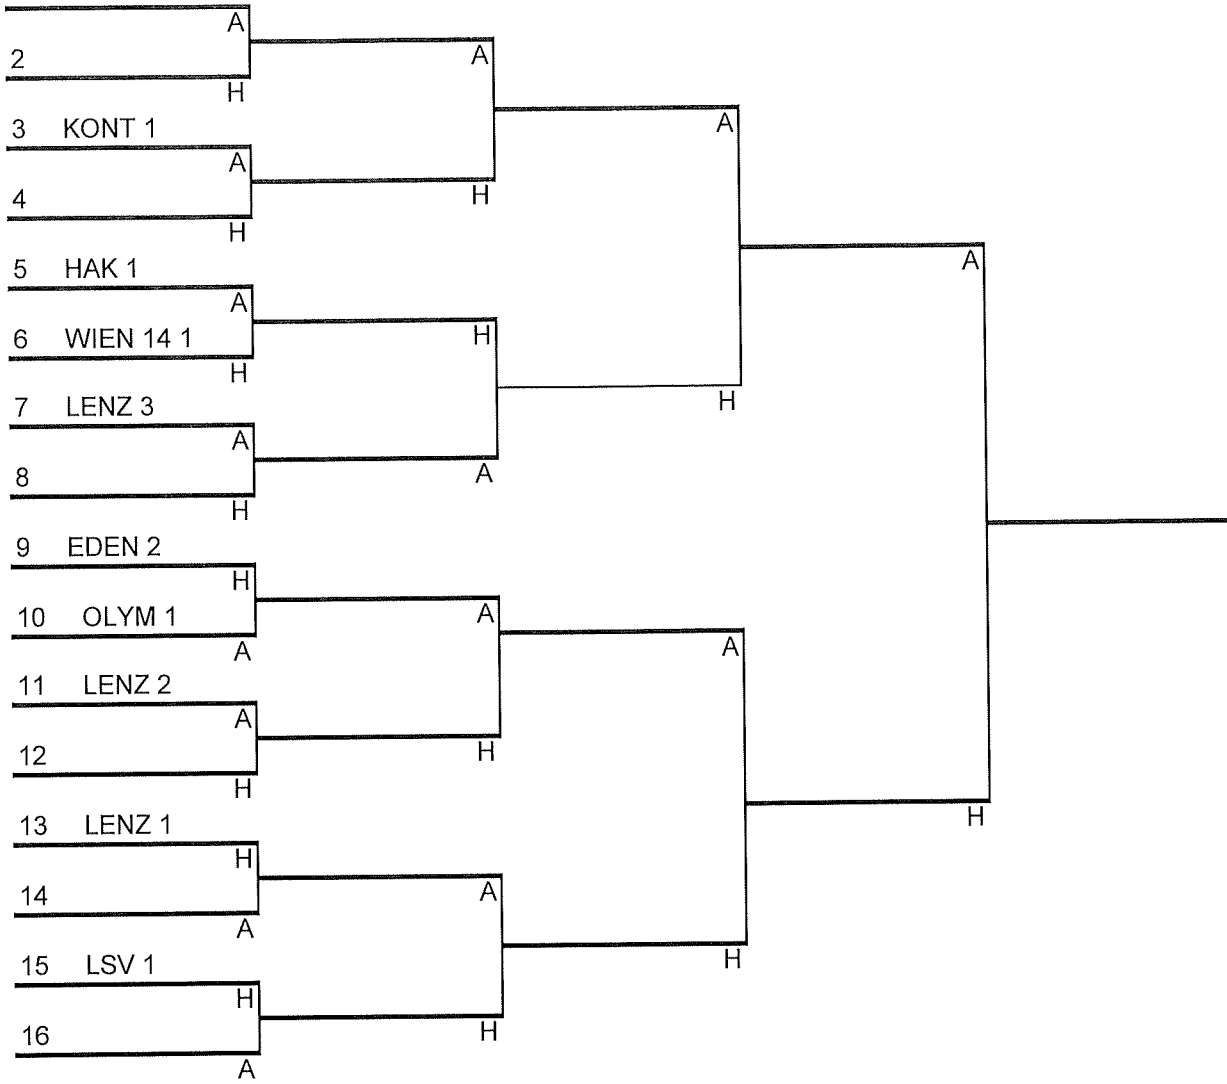 A
A
2
H
3 KONT 1
A
A
4
H
H
5 HAK 1
A
A
6 WIEN 14 1
H
H
7 LENZ 3
H
A
8
A
H
9 EDEN 2
H
A
10 OLYM 1
A
A
11 LENZ 2
A
12
H
H
13 LENZ 1
H
H
14
A
A
15 LSV 1
H
H
16
H
A